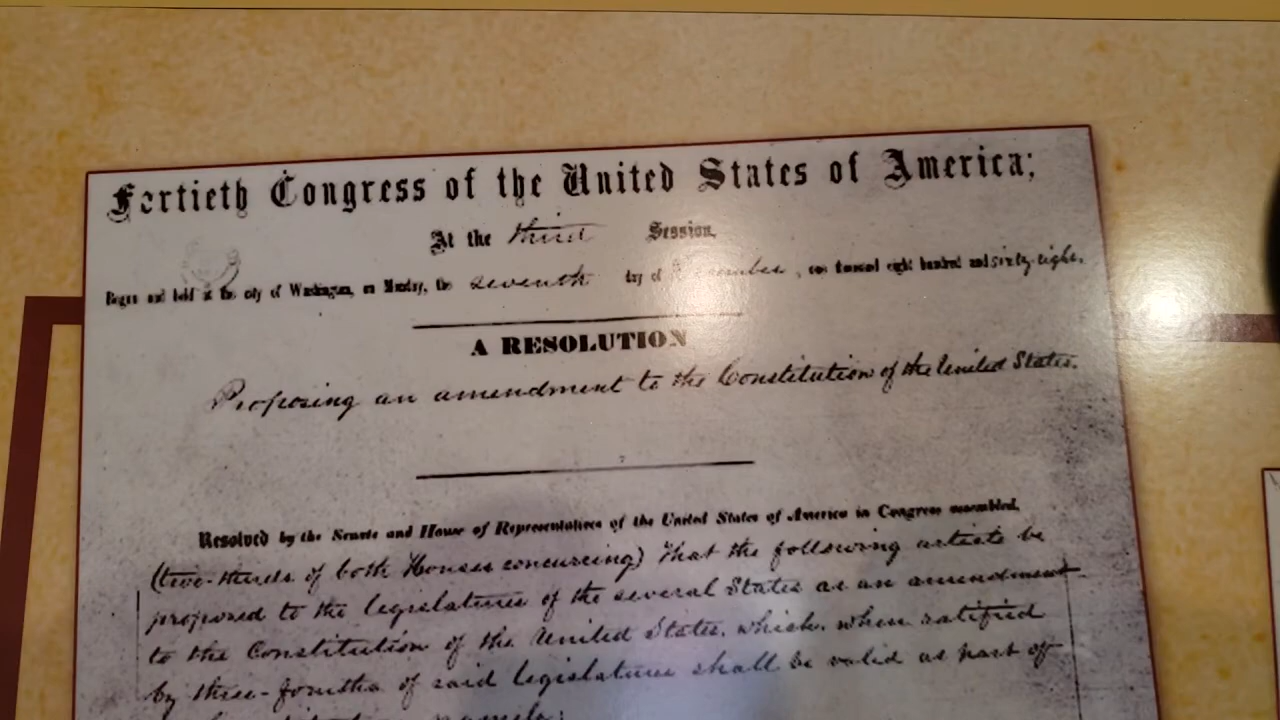 Fortieth Congress of the United States of America;
At the third Session,
Begun and held at the city of Washington, on Monday, the seventh day of December, one thousand eight hundred and sixty-eight.
A RESOLUTION
Proposing an amendment to the Constitution of the United States.
Resolved by the Senate and House of Representatives of the United States of America in Congress assembled,
(two-thirds of both Houses concurring) That the following article be
proposed to the legislatures of the several States as an amendment
to the Constitution of the United States, which, when ratified
by three-fourths of said legislatures shall be valid as part of
namely: